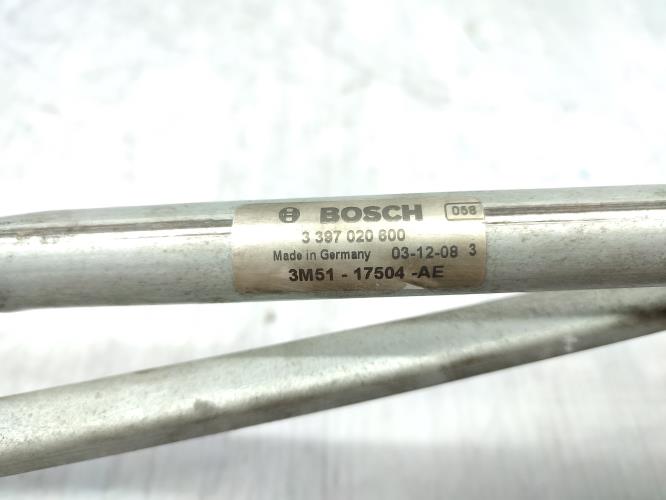 BOSCH 058
3 397 020 600
Made in Germany 03-12-08 3
3M51 - 17504 -AE